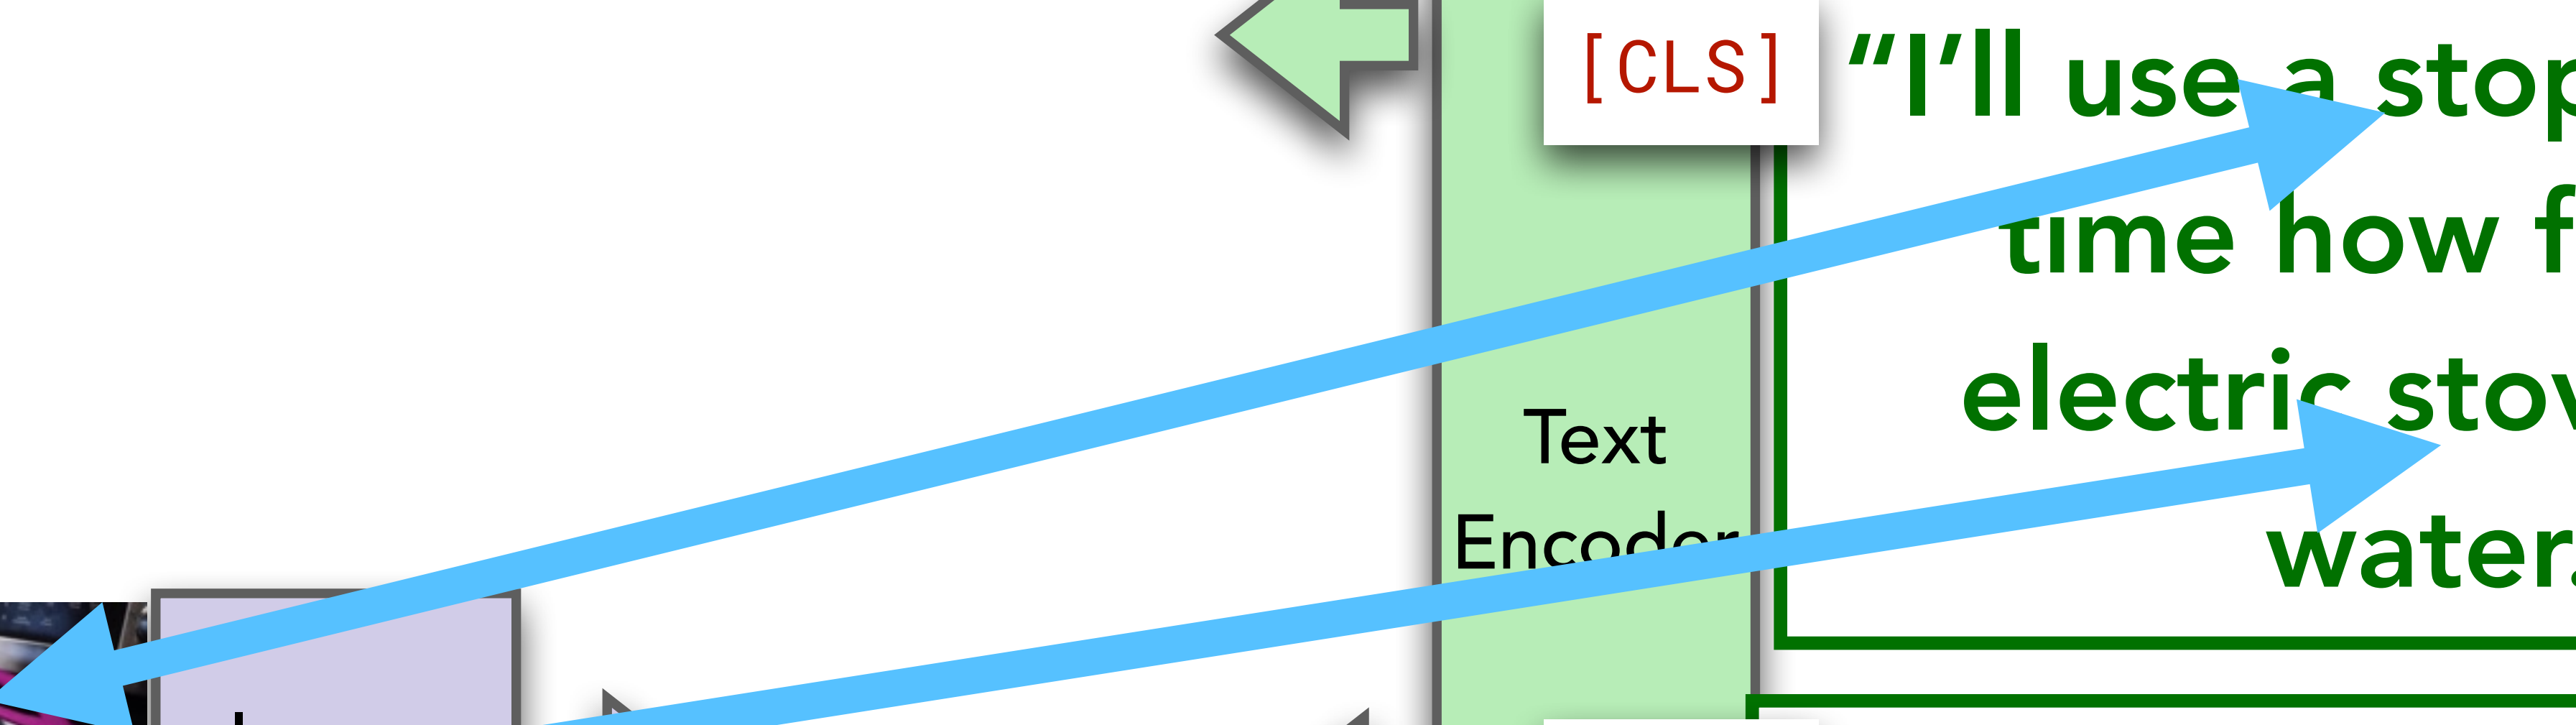 [CLS] “I’ll use a stop
time how f
electric stov
Text
Encoder
water.